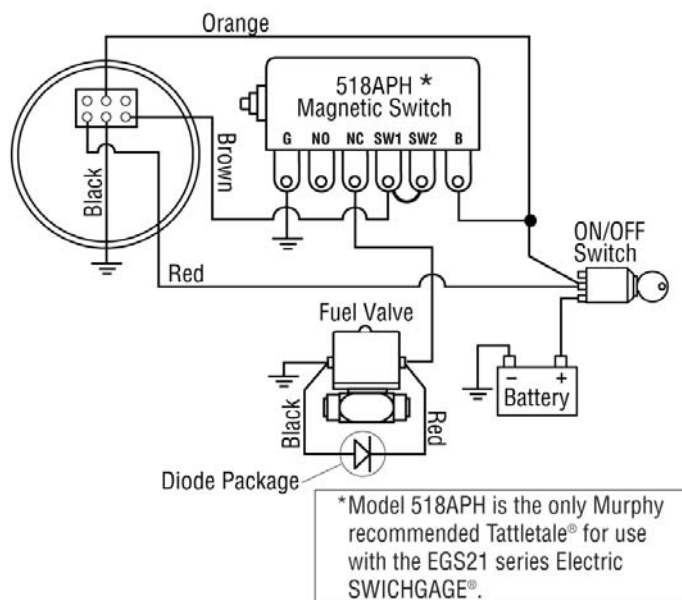 Orange
518APH *
Magnetic Switch
G NO NC SW1 SW2 B
Brown
Black
ON/OFF
Switch
Red
Fuel Valve
− +
Battery
Black
Red
Diode Package
*Model 518APH is the only Murphy
recommended Tattletale® for use
with the EGS21 series Electric
SWICHGAGE®.